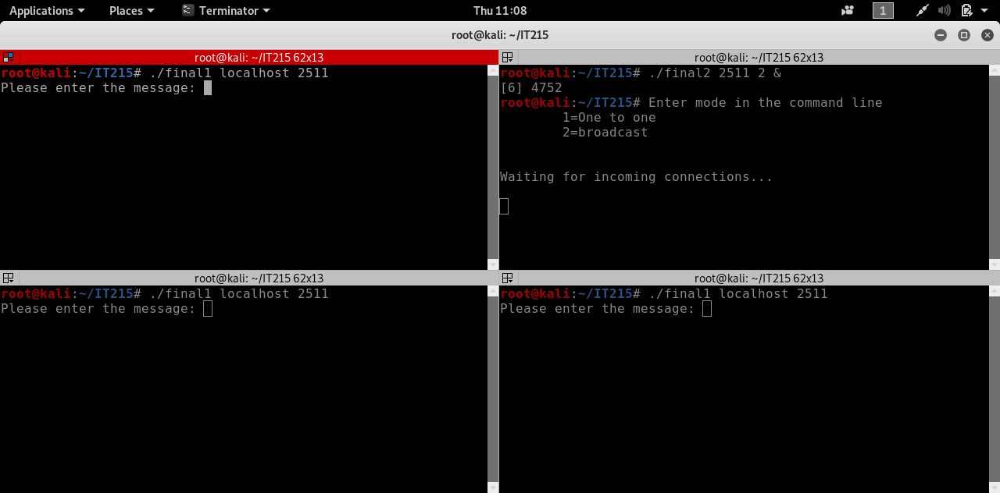 Applications Places Terminator Thu 11:08 1
root@kali: ~/IT215
root@kali: ~/IT215 62x13
root@kali:~/IT215# ./final1 localhost 2511
Please enter the message:
root@kali: ~/IT215 62x13
root@kali:~/IT215# ./final2 2511 2 &
[6] 4752
root@kali:~/IT215# Enter mode in the command line
1=One to one
2=broadcast
Waiting for incoming connections...
root@kali: ~/IT215 62x13
root@kali:~/IT215# ./final1 localhost 2511
Please enter the message:
root@kali: ~/IT215 62x13
root@kali:~/IT215# ./final1 localhost 2511
Please enter the message: